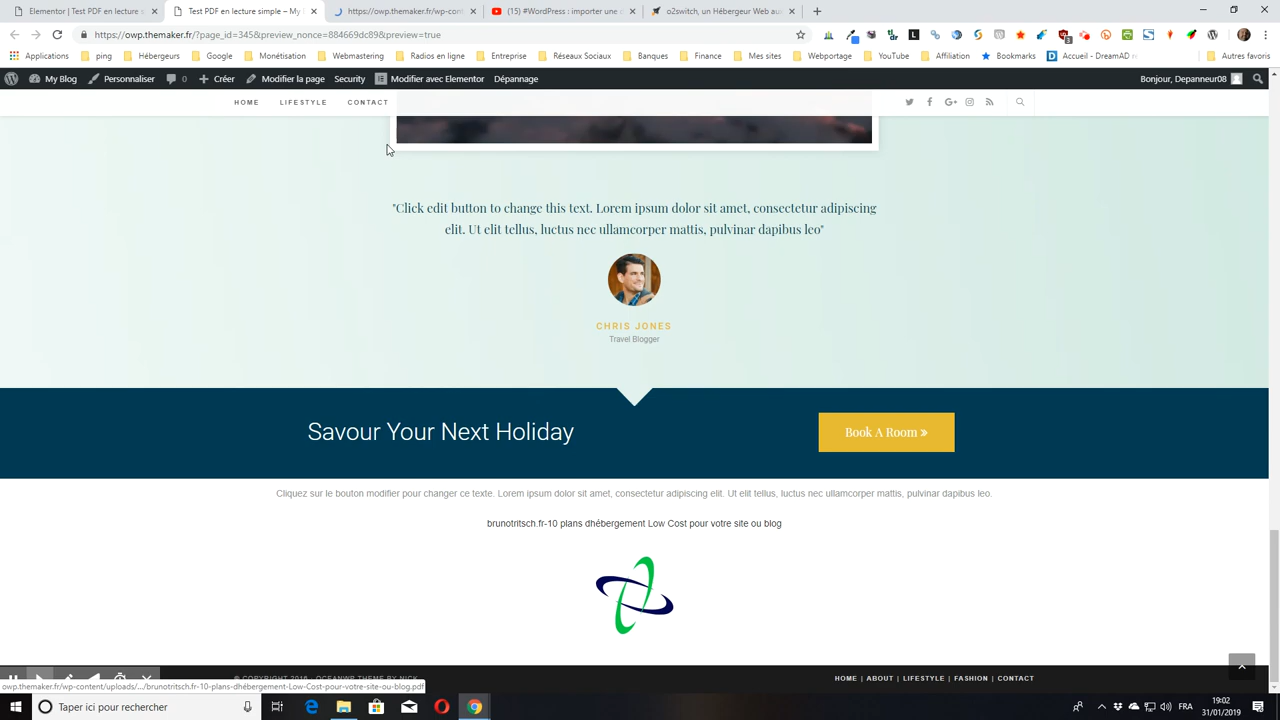 Elementor | Test PDF en lecture s
Test PDF en lecture simple – My
https://owp.themaker.fr/wp-cont
(15) #WordPress : importer une
o2switch, un Hébergeur Web au
https://owp.themaker.fr/?page_id=345&preview_nonce=884669dc89&preview=true
Applications
ping
Hébergeurs
Google
Monétisation
Webmastering
Radios en ligne
Entreprise
Réseaux Sociaux
Banques
Finance
Mes sites
Webportage
YouTube
Affiliation
Bookmarks
Accueil - DreamAD
Autres favoris
My Blog
Personnaliser
0
Créer
Modifier la page
Security
Modifier avec Elementor
Dépannage
Bonjour, Depanneur08
HOME
LIFESTYLE
CONTACT
"Click edit button to change this text. Lorem ipsum dolor sit amet, consectetur adipiscing
elit. Ut elit tellus, luctus nec ullamcorper mattis, pulvinar dapibus leo"
CHRIS JONES
Travel Blogger
Savour Your Next Holiday
Book A Room »
Cliquez sur le bouton modifier pour changer ce texte. Lorem ipsum dolor sit amet, consectetur adipiscing elit. Ut elit tellus, luctus nec ullamcorper mattis, pulvinar dapibus leo.
brunotritsch.fr-10 plans dhébergement Low Cost pour votre site ou blog
© COPYRIGHT 2016 - OCEANWP THEME BY NICK
HOME | ABOUT | LIFESTYLE | FASHION | CONTACT
owp.themaker.fr/wp-content/uploads/.../brunotritsch.fr-10-plans-dhébergement-Low-Cost-pour-votre-site-ou-blog.pdf
Taper ici pour rechercher
FRA
19:02
31/01/2019